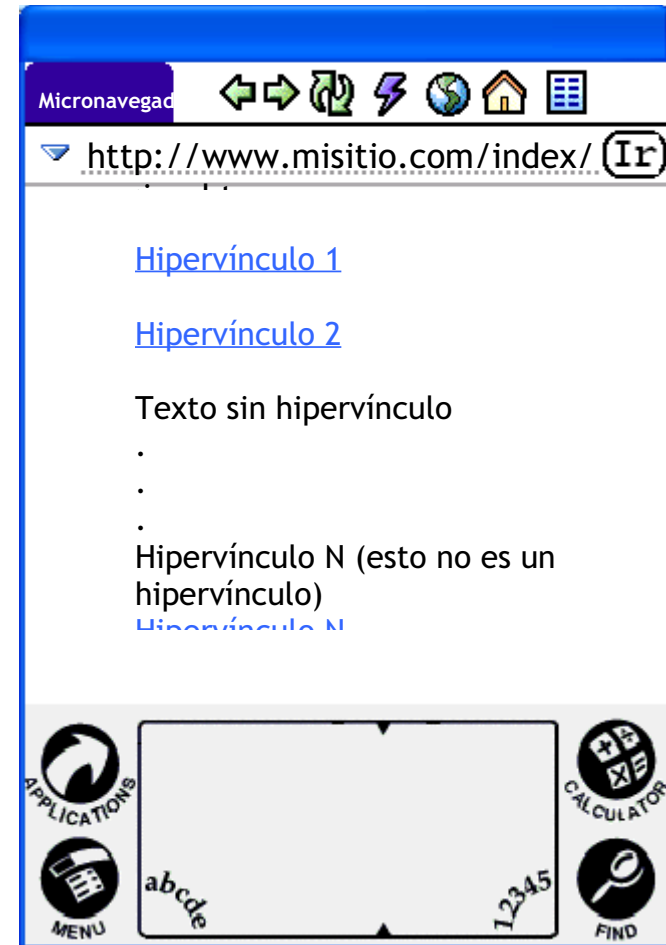 Micronavegad
http://www.misitio.com/index/ Ir
Hipervínculo 1
Hipervínculo 2
Texto sin hipervínculo
.
.
.
Hipervínculo N (esto no es un
hipervínculo)
Hipervínculo N
APPLICATIONS
CALCULATOR
abcde
12345
MENU
FIND